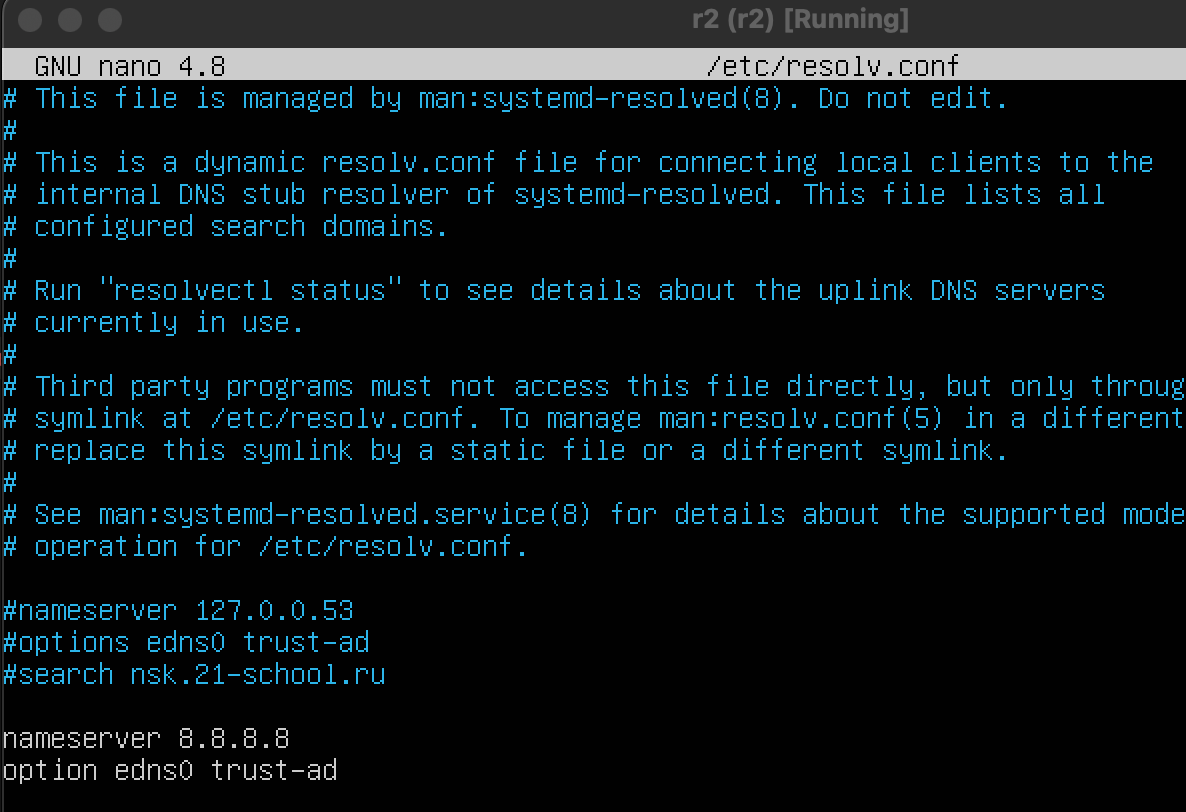 r2 (r2) [Running]
GNU nano 4.8 /etc/resolv.conf
# This file is managed by man:systemd-resolved(8). Do not edit.
#
# This is a dynamic resolv.conf file for connecting local clients to the
# internal DNS stub resolver of systemd-resolved. This file lists all
# configured search domains.
#
# Run "resolvectl status" to see details about the uplink DNS servers
# currently in use.
#
# Third party programs must not access this file directly, but only throug
# symlink at /etc/resolv.conf. To manage man:resolv.conf(5) in a different
# replace this symlink by a static file or a different symlink.
#
# See man:systemd-resolved.service(8) for details about the supported mode
# operation for /etc/resolv.conf.
#nameserver 127.0.0.53
#options edns0 trust-ad
#search nsk.21-school.ru
nameserver 8.8.8.8
option edns0 trust-ad